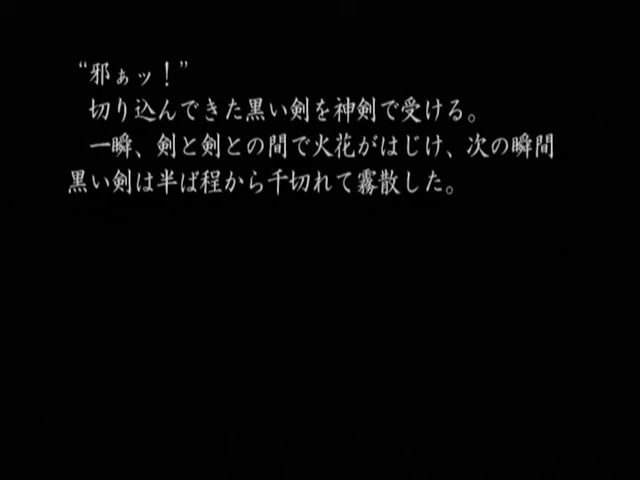 “邪ぁッ！”
切り込んできた黒い剣を神剣で受ける。
一瞬、剣と剣との間で火花がはじけ、次の瞬間
黒い剣は半ば程から千切れて霧散した。